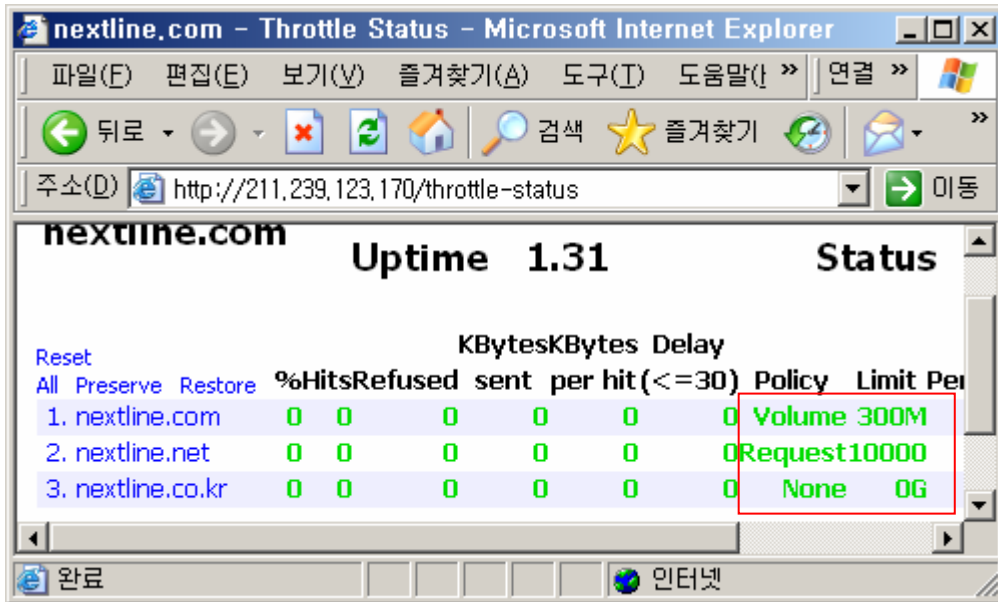 nextline.com - Throttle Status - Microsoft Internet Explorer
파일(F) 편집(E) 보기(V) 즐겨찾기(A) 도구(T) 도움말(H » 연결 »
뒤로 검색 즐겨찾기 »
주소(D) http://211.239.123.170/throttle-status 이동
nextline.com
Uptime 1.31 Status
KBytes KBytes Delay
Reset
All Preserve Restore % Hits Refused sent per hit (<=30) Policy Limit Per
1. nextline.com 0 0 0 0 0 0 Volume 300M
2. nextline.net 0 0 0 0 0 0 Request 10000
3. nextline.co.kr 0 0 0 0 0 0 None 0G
완료 인터넷